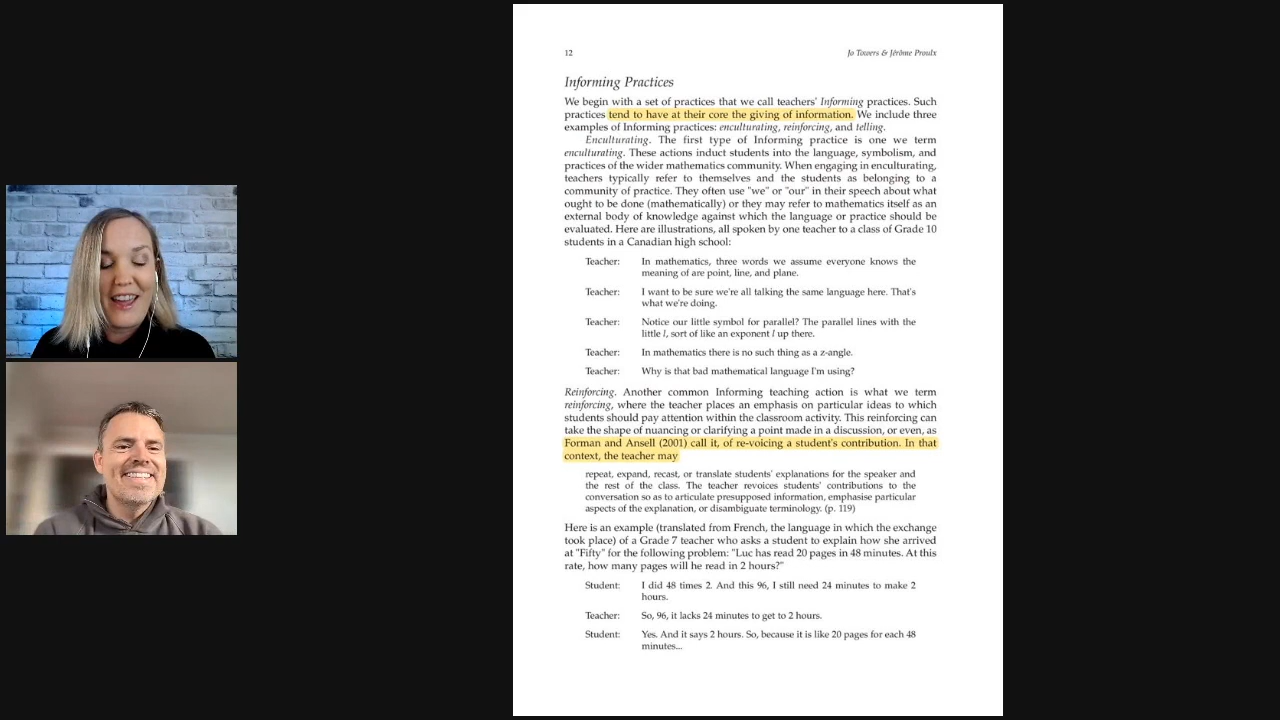 12
Jo Towers & Jérôme Proulx
Informing Practices
We begin with a set of practices that we call teachers' Informing practices. Such
practices tend to have at their core the giving of information. We include three
examples of Informing practices: enculturating, reinforcing, and telling.
Enculturating. The first type of Informing practice is one we term
enculturating. These actions induct students into the language, symbolism, and
practices of the wider mathematics community. When engaging in enculturating,
teachers typically refer to themselves and the students as belonging to a
community of practice. They often use "we" or "our" in their speech about what
ought to be done (mathematically) or they may refer to mathematics itself as an
external body of knowledge against which the language or practice should be
evaluated. Here are illustrations, all spoken by one teacher to a class of Grade 10
students in a Canadian high school:
Teacher: In mathematics, three words we assume everyone knows the
meaning of are point, line, and plane.
Teacher: I want to be sure we're all talking the same language here. That's
what we're doing.
Teacher: Notice our little symbol for parallel? The parallel lines with the
little l, sort of like an exponent l up there.
Teacher: In mathematics there is no such thing as a z-angle.
Teacher: Why is that bad mathematical language I'm using?
Reinforcing. Another common Informing teaching action is what we term
reinforcing, where the teacher places an emphasis on particular ideas to which
students should pay attention within the classroom activity. This reinforcing can
take the shape of nuancing or clarifying a point made in a discussion, or even, as
Forman and Ansell (2001) call it, of re-voicing a student's contribution. In that
context, the teacher may
repeat, expand, recast, or translate students' explanations for the speaker and
the rest of the class. The teacher revoices students' contributions to the
conversation so as to articulate presupposed information, emphasise particular
aspects of the explanation, or disambiguate terminology. (p. 119)
Here is an example (translated from French, the language in which the exchange
took place) of a Grade 7 teacher who asks a student to explain how she arrived
at "Fifty" for the following problem: "Luc has read 20 pages in 48 minutes. At this
rate, how many pages will he read in 2 hours?"
Student: I did 48 times 2. And this 96, I still need 24 minutes to make 2
hours.
Teacher: So, 96, it lacks 24 minutes to get to 2 hours.
Student: Yes. And it says 2 hours. So, because it is like 20 pages for each 48
minutes...